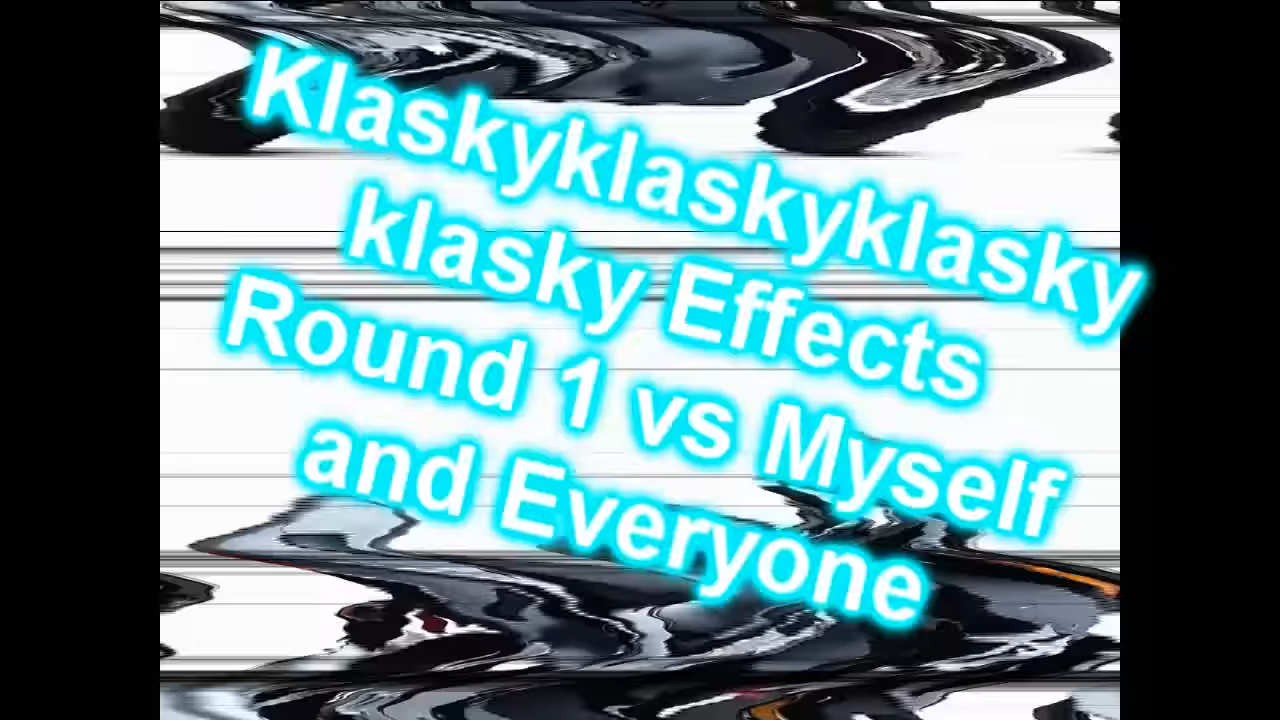 Klaskyklaskyklasky
klasky Effects
Round 1 vs Myself
and Everyone